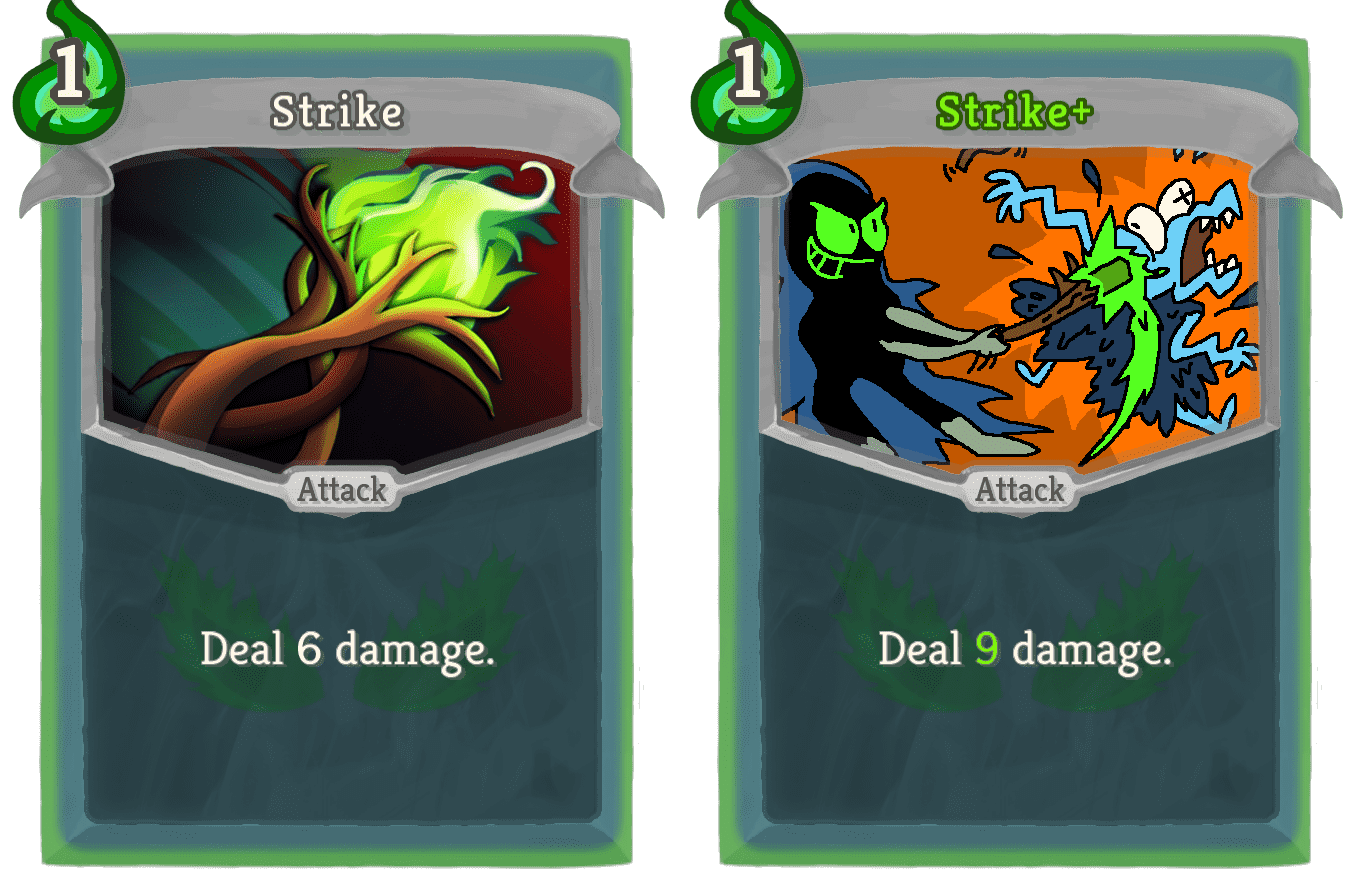 1
Strike
Attack
Deal 6 damage.
1
Strike+
Attack
Deal 9 damage.